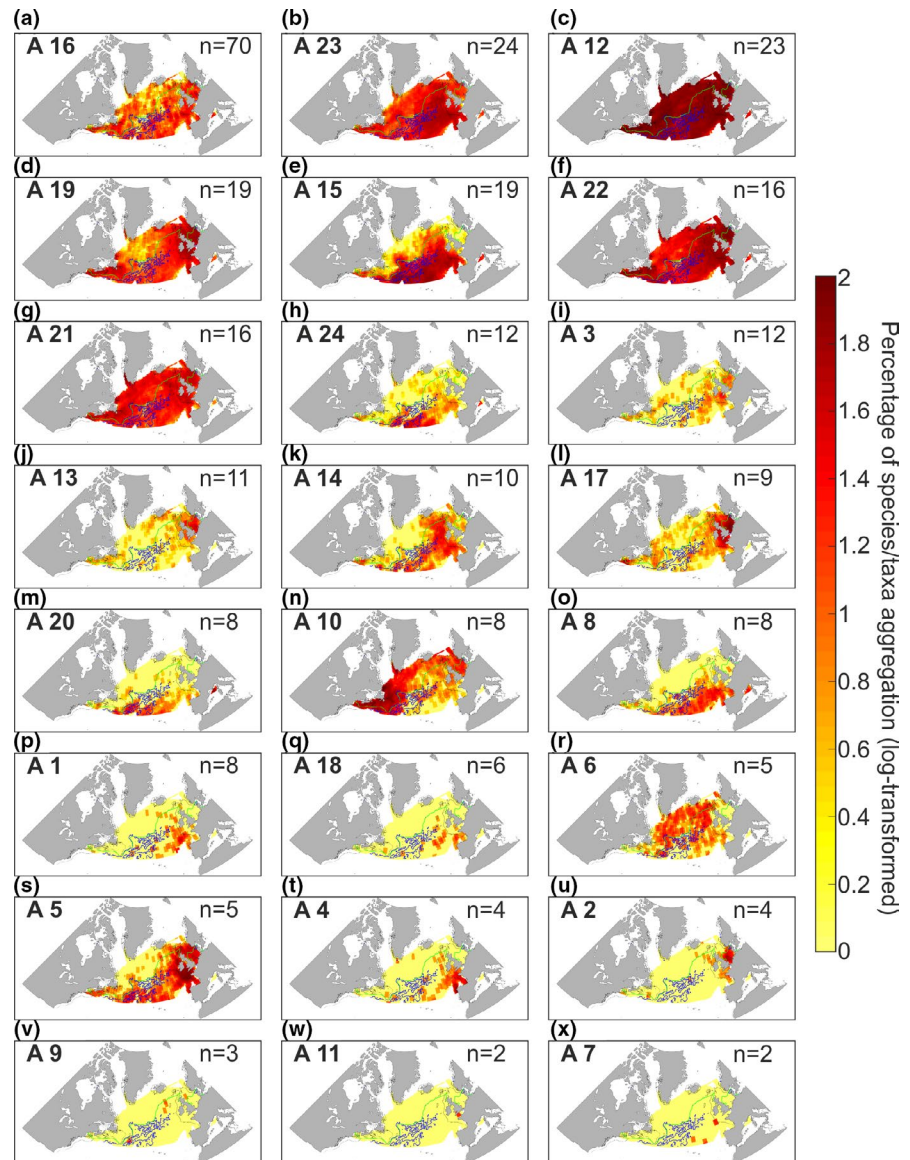 (a) (b) (c)
A 16 n=70 A 23 n=24 A 12 n=23
(d) (e) (f)
A 19 n=19 A 15 n=19 A 22 n=16
(g) (h) (i)
A 21 n=16 A 24 n=12 A 3 n=12
(j) (k) (l)
A 13 n=11 A 14 n=10 A 17 n=9
(m) (n) (o)
A 20 n=8 A 10 n=8 A 8 n=8
(p) (q) (r)
A 1 n=8 A 18 n=6 A 6 n=5
(s) (t) (u)
A 5 n=5 A 4 n=4 A 2 n=4
(v) (w) (x)
A 9 n=3 A 11 n=2 A 7 n=2
2
1.8
1.6
1.4
1.2
1
0.8
0.6
0.4
0.2
0
Percentage of species/taxa aggregation (log-transformed)